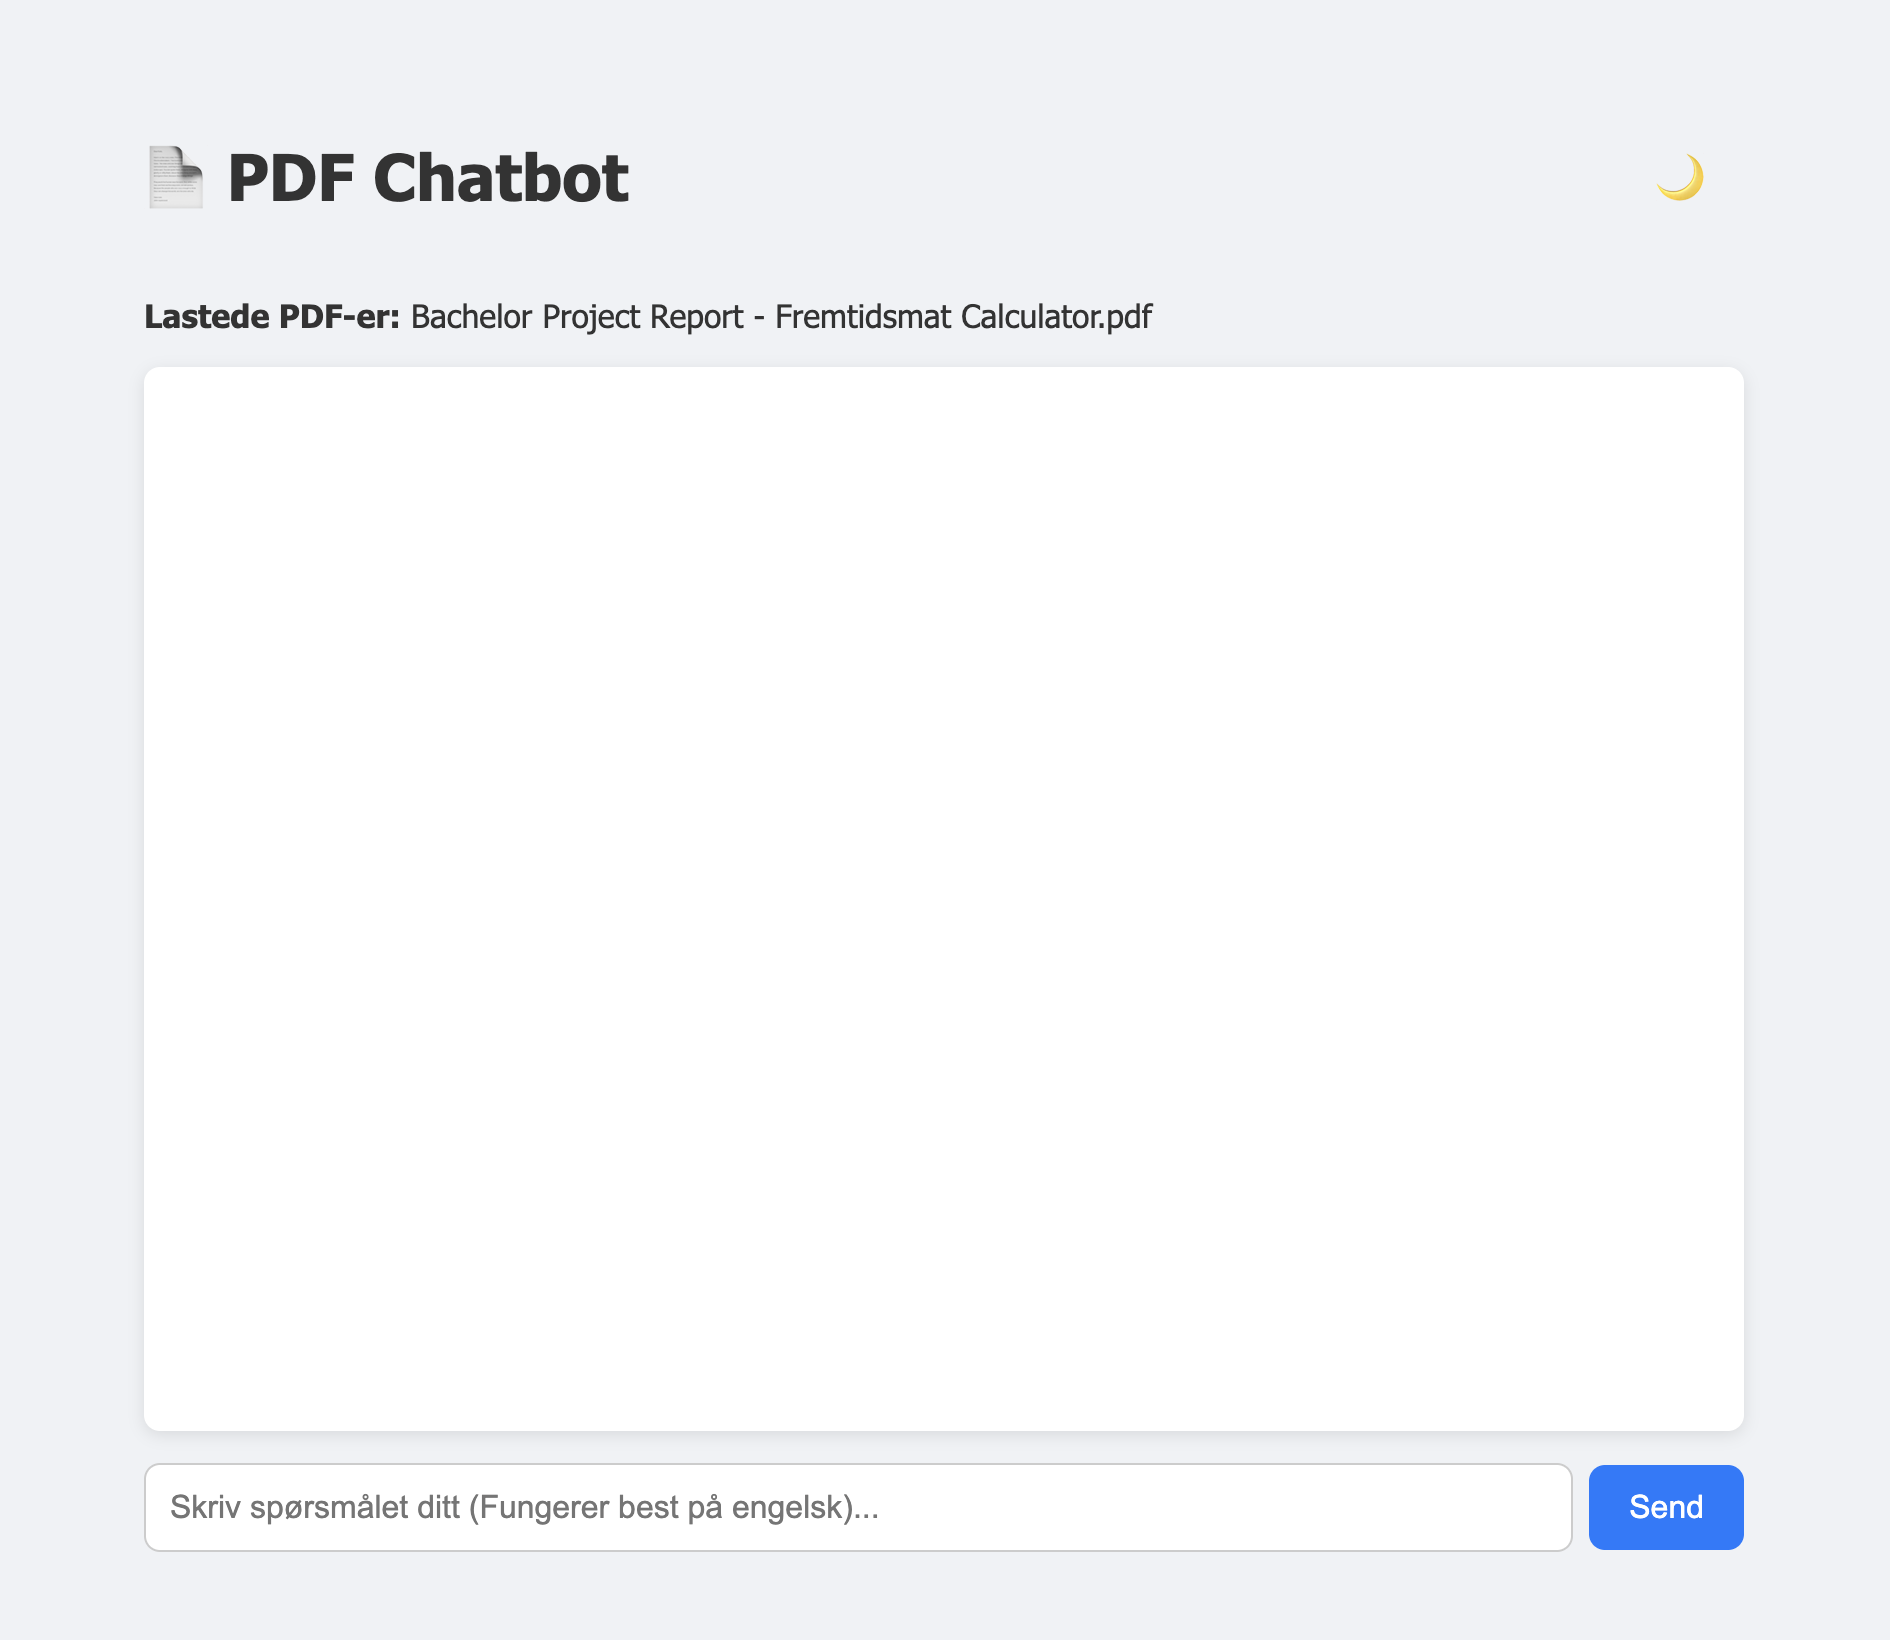 PDF Chatbot
Lastede PDF-er: Bachelor Project Report - Fremtidsmat Calculator.pdf
Skriv spørsmålet ditt (Fungerer best på engelsk)...
Send